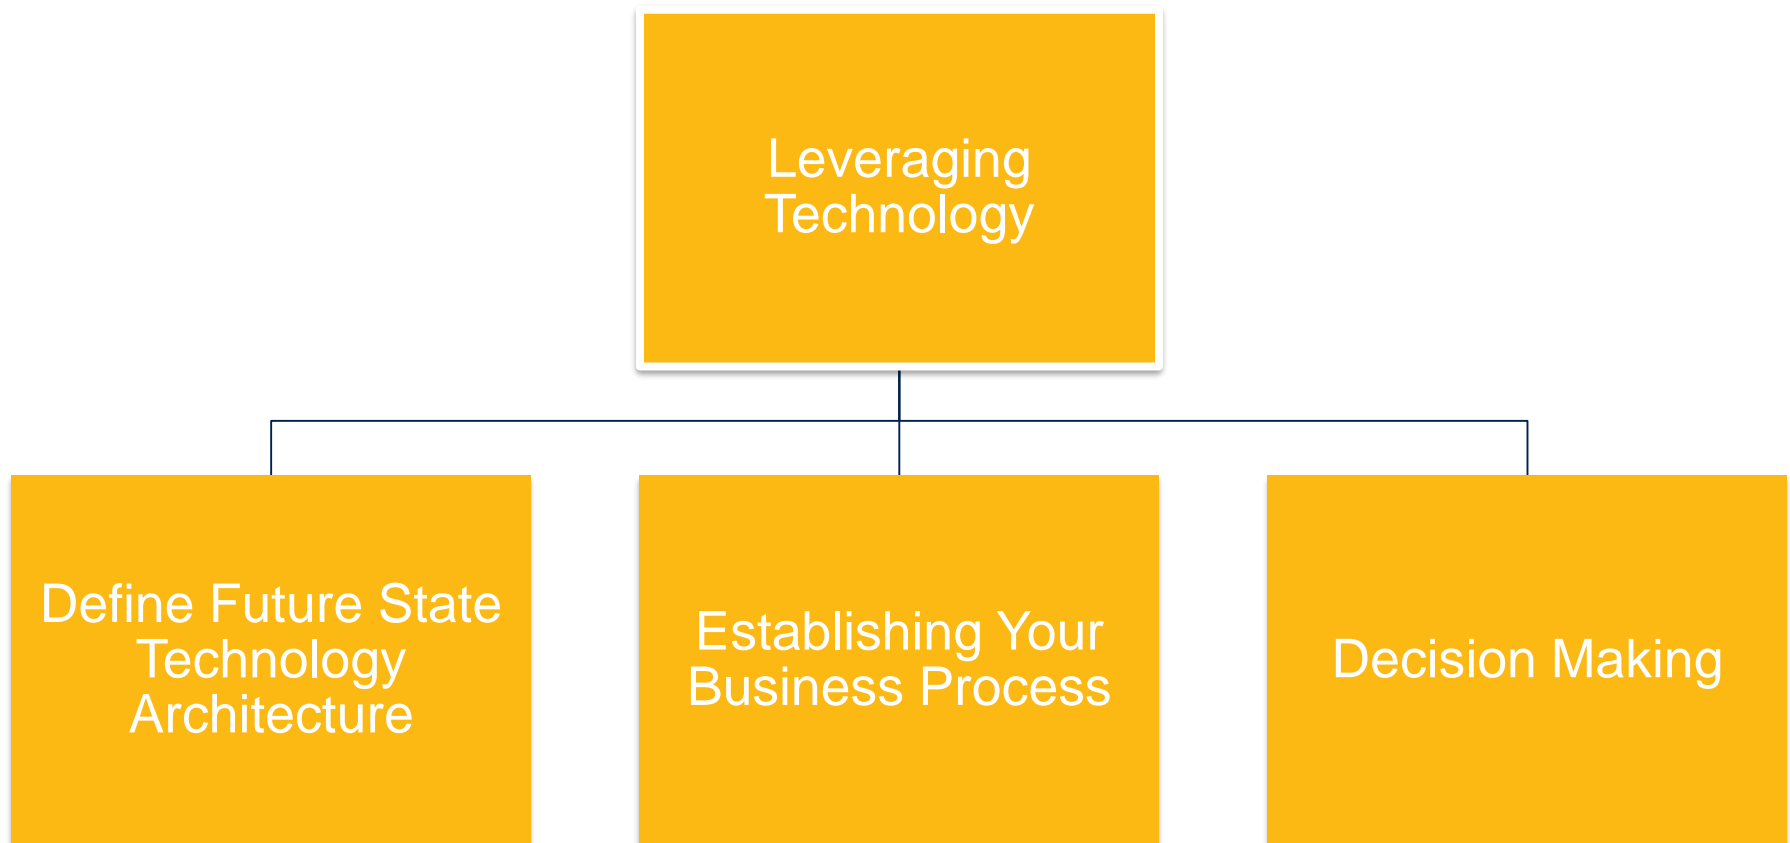 Leveraging
Technology
Define Future State
Technology
Architecture
Establishing Your
Business Process
Decision Making